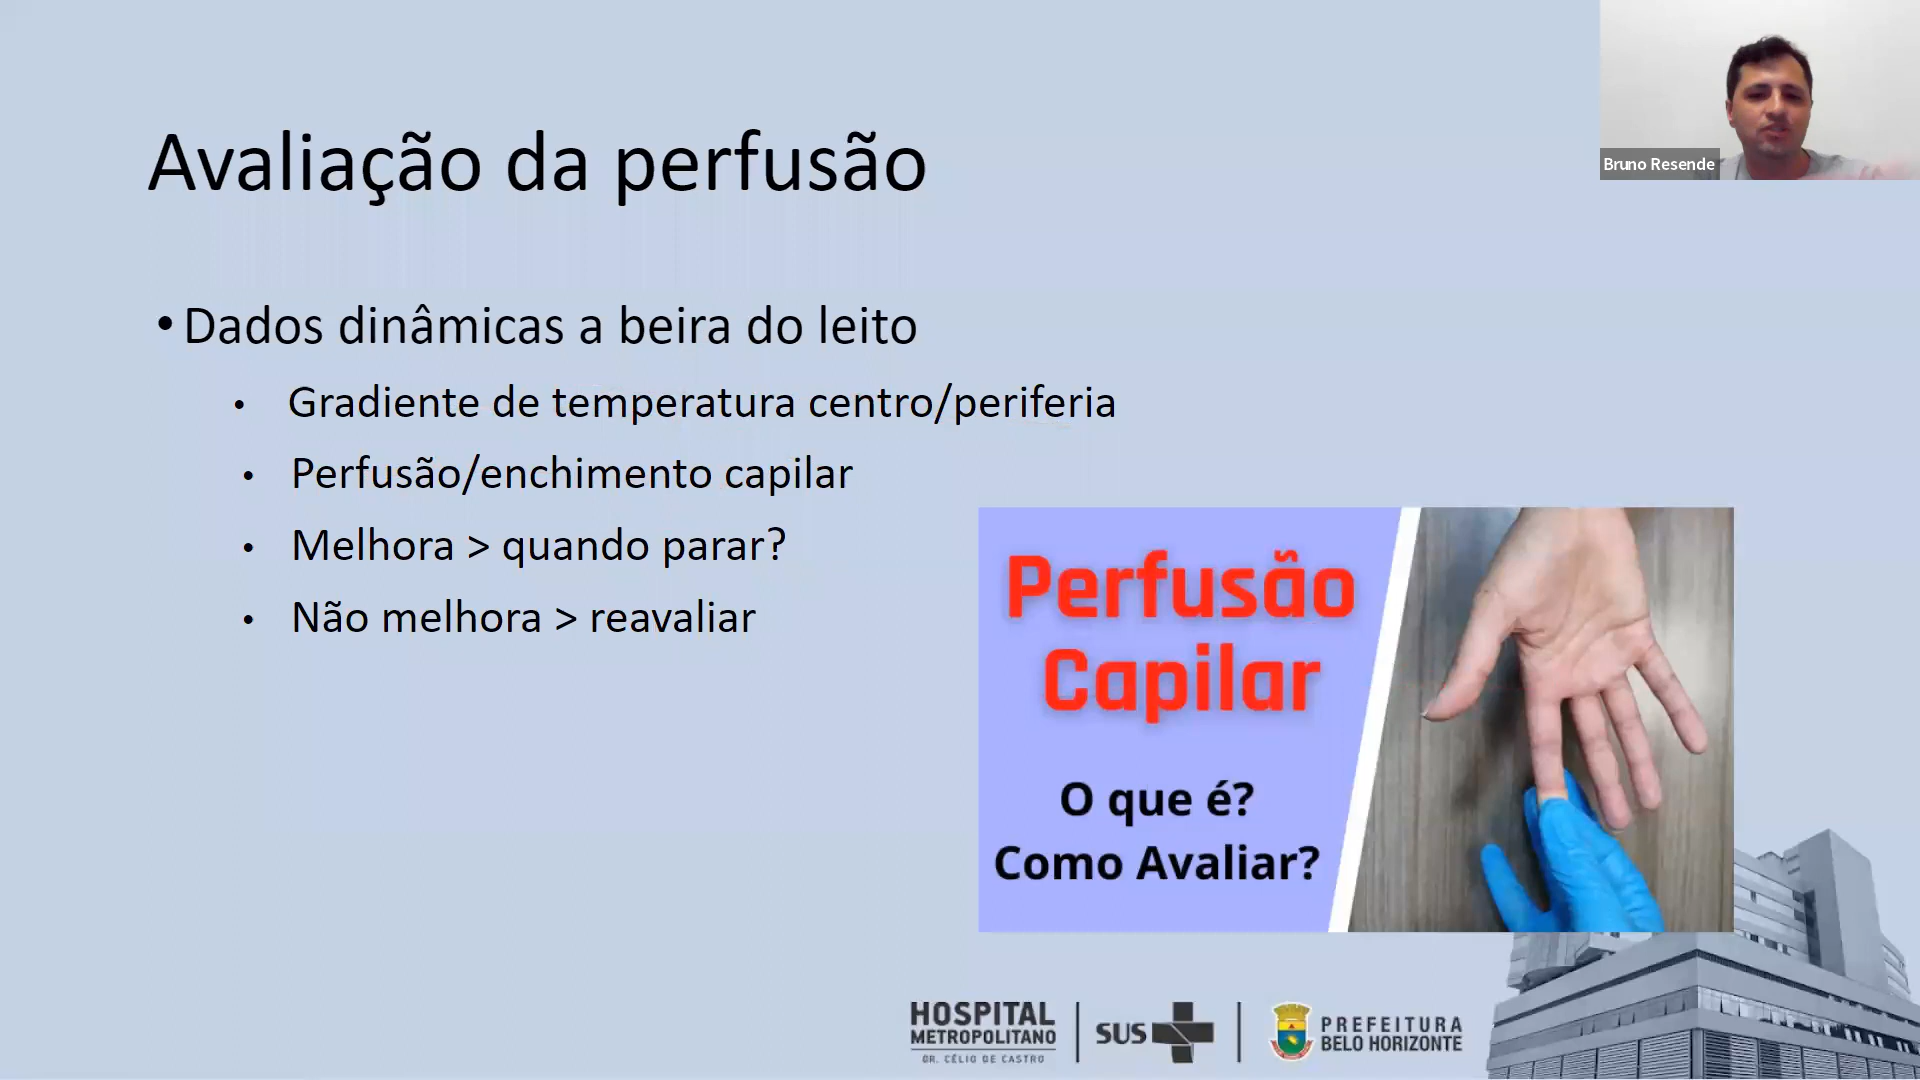 Bruno Resende
Avaliação da perfusão
•Dados dinâmicas a beira do leito
• Gradiente de temperatura centro/periferia
• Perfusão/enchimento capilar
• Melhora > quando parar?
• Não melhora > reavaliar
Perfusão
Capilar
O que é?
Como Avaliar?
HOSPITAL
METROPOLITANO
DR. CÉLIO DE CASTRO
SUS
PREFEITURA
BELO HORIZONTE